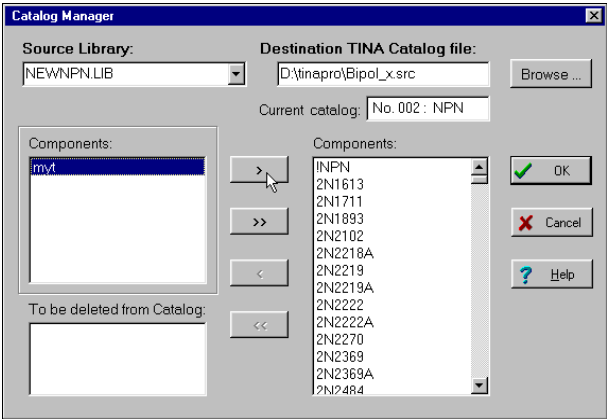 Catalog Manager
Source Library:
NEWNPN.LIB
Destination TINA Catalog file:
D:\tinapro\Bipol_x.src
Browse ...
Current catalog:
No. 002 : NPN
Components:
myt
>
>>
<
<<
To be deleted from Catalog:
Components:
!NPN
2N1613
2N1711
2N1893
2N2102
2N2218A
2N2219
2N2219A
2N2222
2N2222A
2N2270
2N2369
2N2369A
2N2484
OK
Cancel
Help